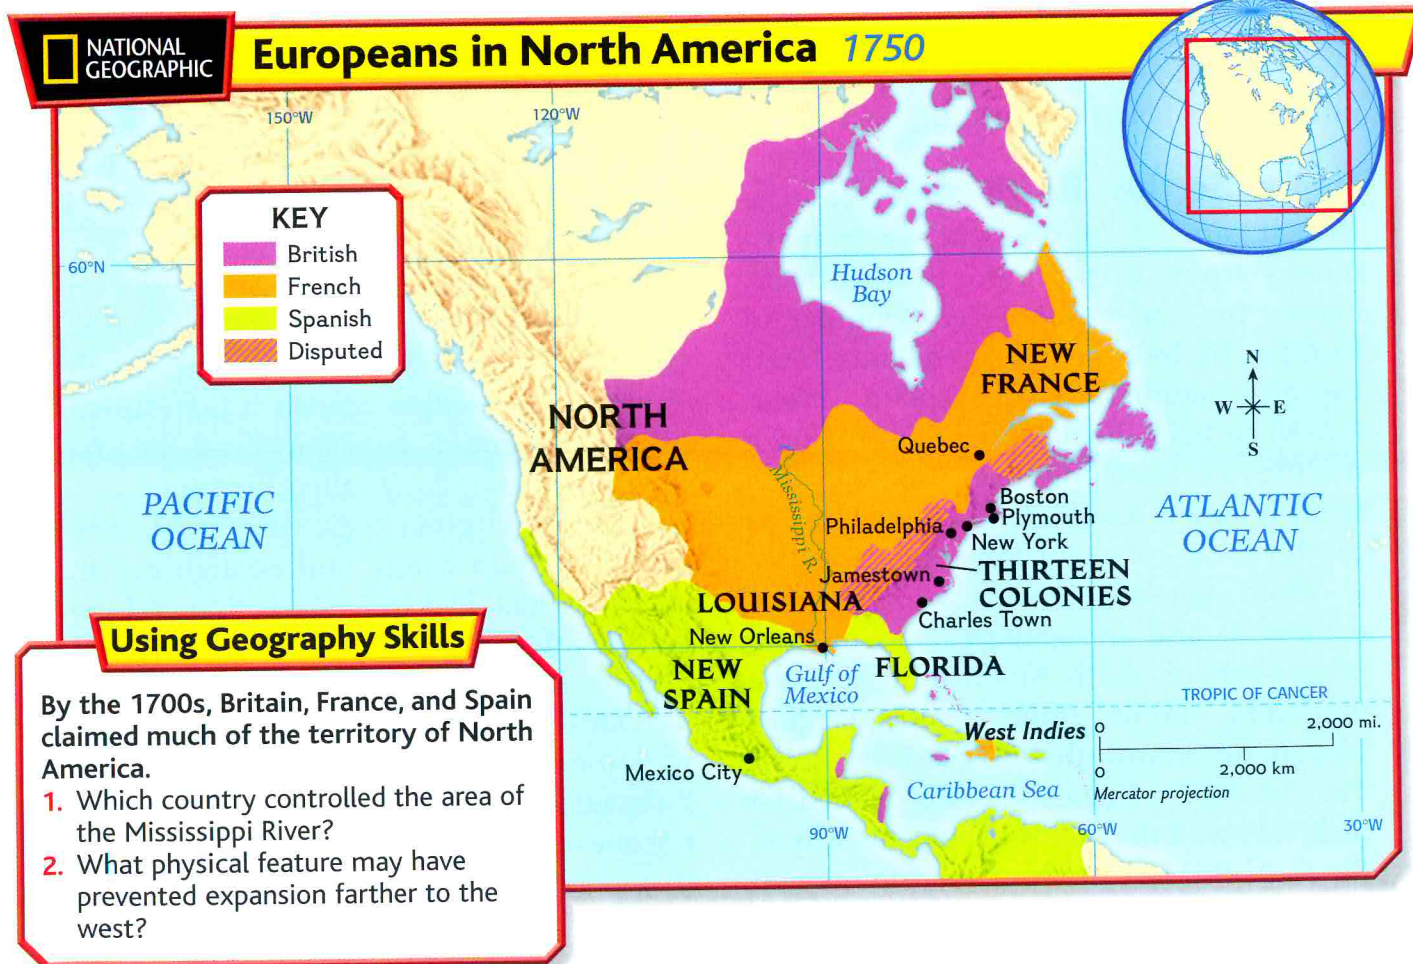 NATIONAL
GEOGRAPHIC
Europeans in North America 1750
150°W
120°W
KEY
British
French
Spanish
Disputed
60°N
Hudson
Bay
NEW
FRANCE
N
W E
S
NORTH
AMERICA
Quebec
Mississippi R.
PACIFIC
OCEAN
ATLANTIC
OCEAN
Boston
Plymouth
Philadelphia
New York
Jamestown
THIRTEEN
COLONIES
LOUISIANA
Charles Town
New Orleans
NEW
SPAIN
Gulf of
Mexico
FLORIDA
TROPIC OF CANCER
West Indies
0 2,000 mi.
0 2,000 km
Mercator projection
Mexico City
Caribbean Sea
90°W
60°W
30°W
Using Geography Skills
By the 1700s, Britain, France, and Spain
claimed much of the territory of North
America.
1. Which country controlled the area of
the Mississippi River?
2. What physical feature may have
prevented expansion farther to the
west?